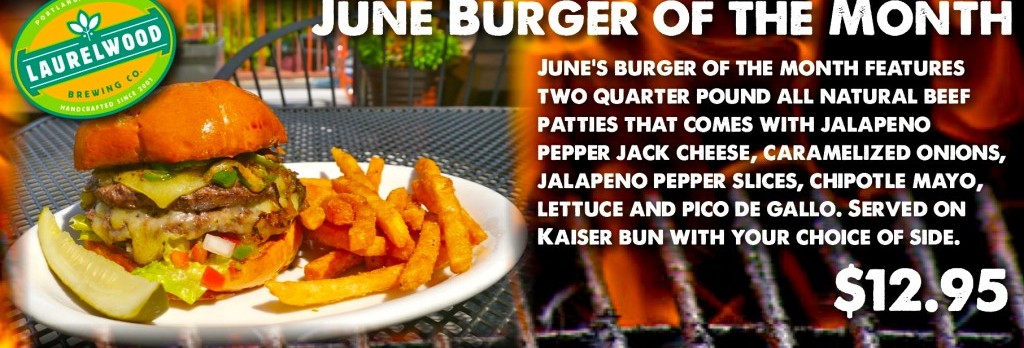 PORTLAND
LAURELWOOD
BREWING CO.
HANDCRAFTED SINCE 2001
JUNE BURGER OF THE MONTH
JUNE'S BURGER OF THE MONTH FEATURES
TWO QUARTER POUND ALL NATURAL BEEF
PATTIES THAT COMES WITH JALAPENO
PEPPER JACK CHEESE, CARAMELIZED ONIONS,
JALAPENO PEPPER SLICES, CHIPOTLE MAYO,
LETTUCE AND PICO DE GALLO. SERVED ON
KAISER BUN WITH YOUR CHOICE OF SIDE.
$12.95